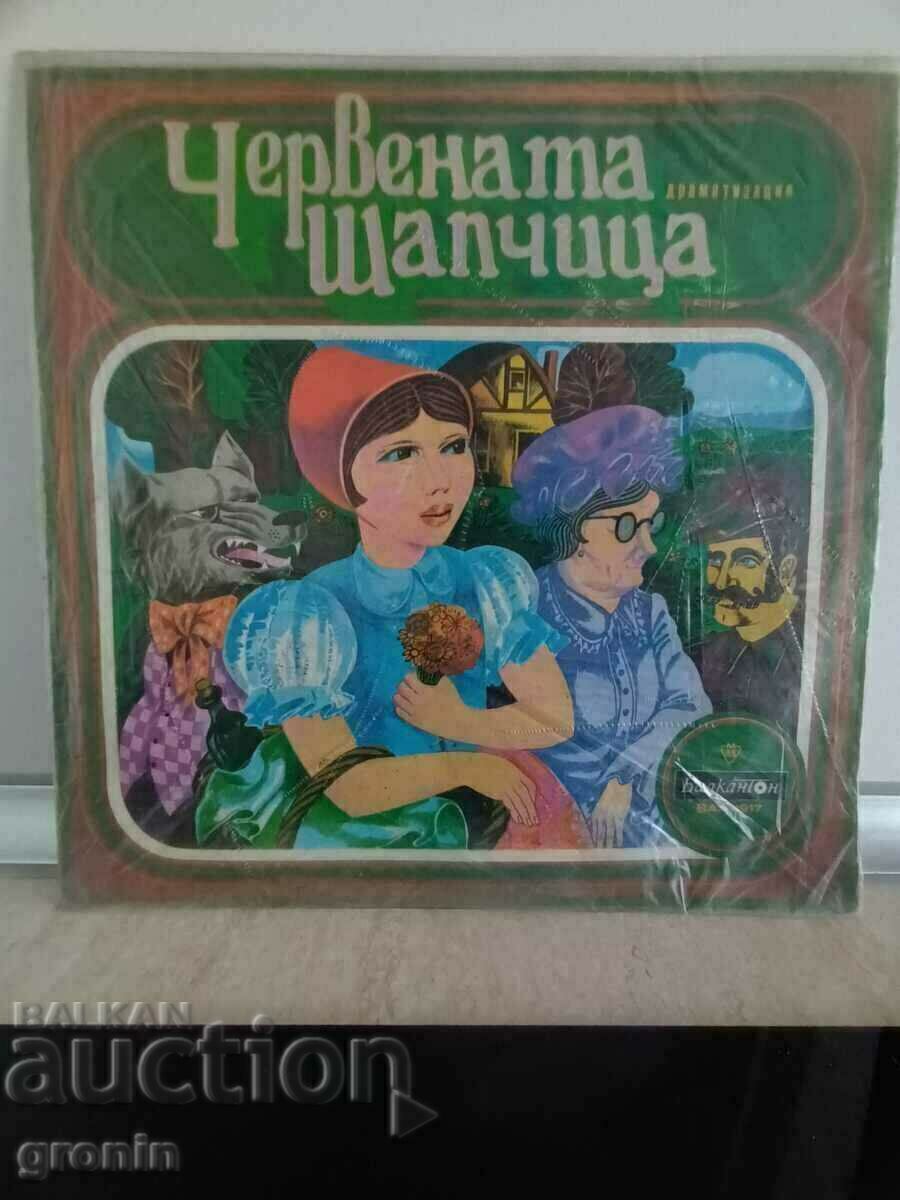 Червената
Шапчица
драматизация
Балкантон
BALKAN
auction
gronin